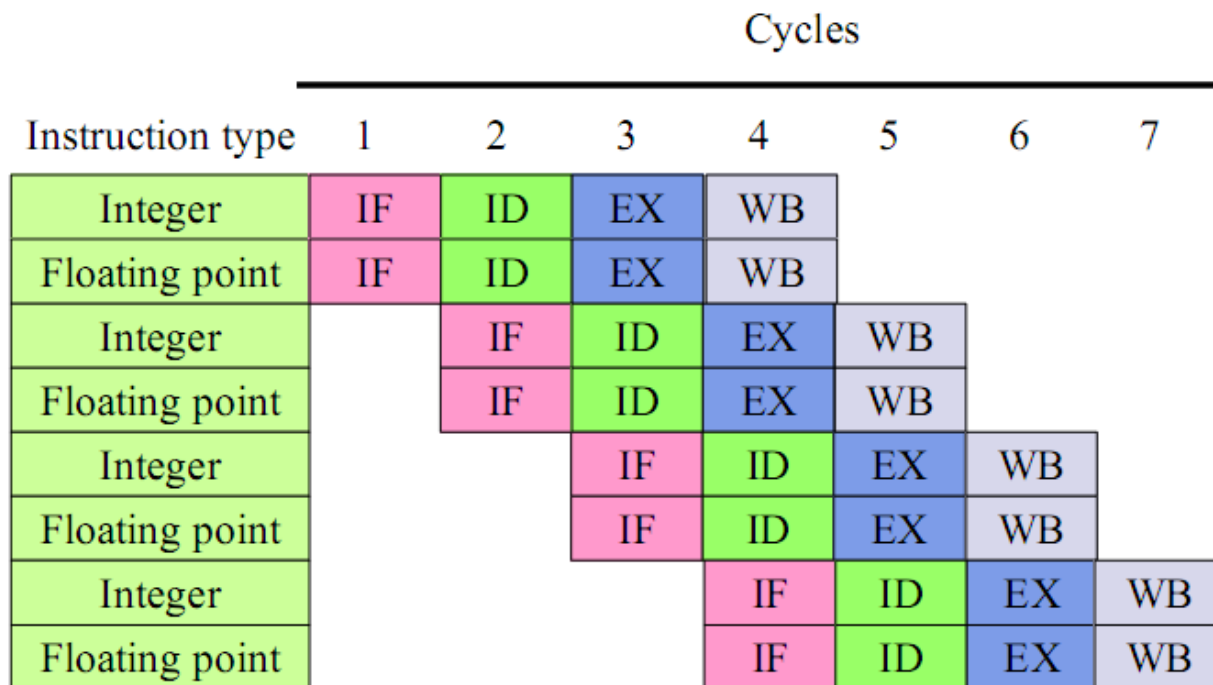 Cycles
Instruction type 1 2 3 4 5 6 7
Integer IF ID EX WB
Floating point IF ID EX WB
Integer IF ID EX WB
Floating point IF ID EX WB
Integer IF ID EX WB
Floating point IF ID EX WB
Integer IF ID EX WB
Floating point IF ID EX WB